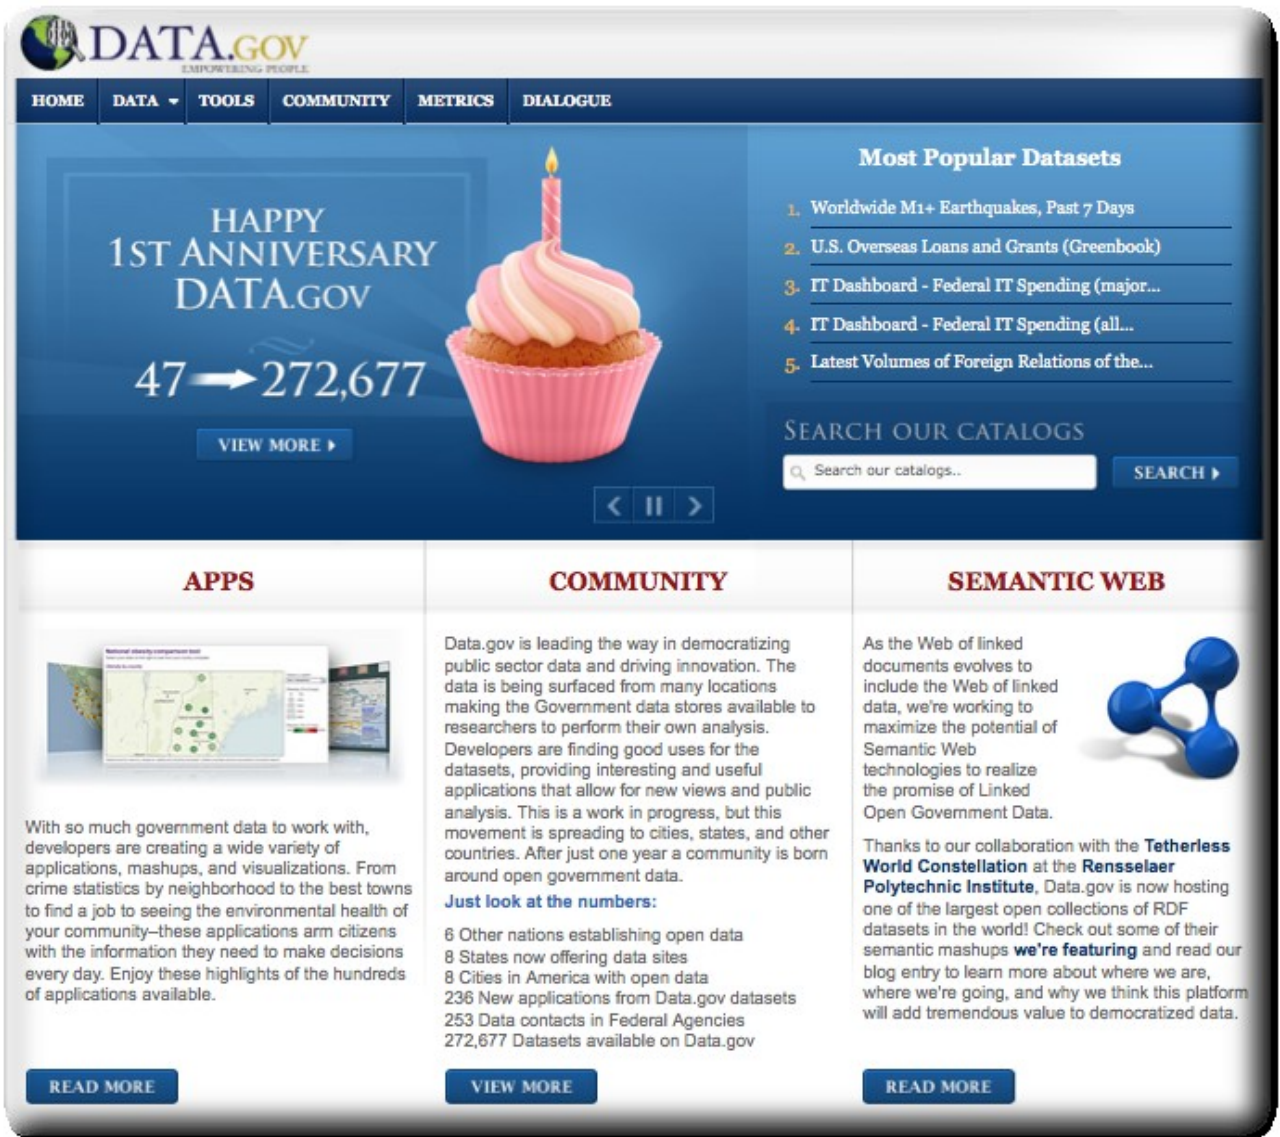 DATA.GOV
EMPOWERING PEOPLE
HOME DATA TOOLS COMMUNITY METRICS DIALOGUE
HAPPY
1ST ANNIVERSARY
DATA.GOV
47 272,677
VIEW MORE
Most Popular Datasets
1. Worldwide M1+ Earthquakes, Past 7 Days
2. U.S. Overseas Loans and Grants (Greenbook)
3. IT Dashboard - Federal IT Spending (major...
4. IT Dashboard - Federal IT Spending (all...
5. Latest Volumes of Foreign Relations of the...
SEARCH OUR CATALOGS
Search our catalogs..
SEARCH
APPS
National obesity comparison tool
With so much government data to work with,
developers are creating a wide variety of
applications, mashups, and visualizations. From
crime statistics by neighborhood to the best towns
to find a job to seeing the environmental health of
your community–these applications arm citizens
with the information they need to make decisions
every day. Enjoy these highlights of the hundreds
of applications available.
READ MORE
COMMUNITY
Data.gov is leading the way in democratizing
public sector data and driving innovation. The
data is being surfaced from many locations
making the Government data stores available to
researchers to perform their own analysis.
Developers are finding good uses for the
datasets, providing interesting and useful
applications that allow for new views and public
analysis. This is a work in progress, but this
movement is spreading to cities, states, and other
countries. After just one year a community is born
around open government data.
Just look at the numbers:
6 Other nations establishing open data
8 States now offering data sites
8 Cities in America with open data
236 New applications from Data.gov datasets
253 Data contacts in Federal Agencies
272,677 Datasets available on Data.gov
VIEW MORE
SEMANTIC WEB
As the Web of linked
documents evolves to
include the Web of linked
data, we're working to
maximize the potential of
Semantic Web
technologies to realize
the promise of Linked
Open Government Data.
Thanks to our collaboration with the Tetherless
World Constellation at the Rensselaer
Polytechnic Institute, Data.gov is now hosting
one of the largest open collections of RDF
datasets in the world! Check out some of their
semantic mashups we're featuring and read our
blog entry to learn more about where we are,
where we're going, and why we think this platform
will add tremendous value to democratized data.
READ MORE